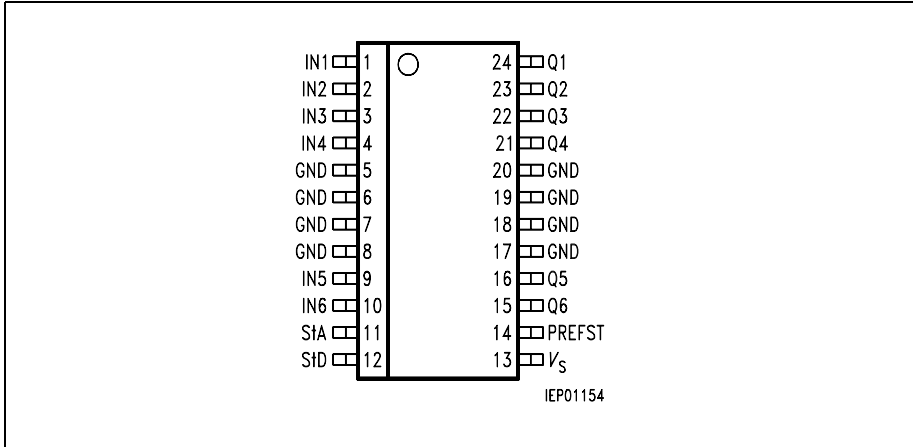 IN1 1 24 Q1
IN2 2 23 Q2
IN3 3 22 Q3
IN4 4 21 Q4
GND 5 20 GND
GND 6 19 GND
GND 7 18 GND
GND 8 17 GND
IN5 9 16 Q5
IN6 10 15 Q6
StA 11 14 PREFST
StD 12 13 VS
IEP01154